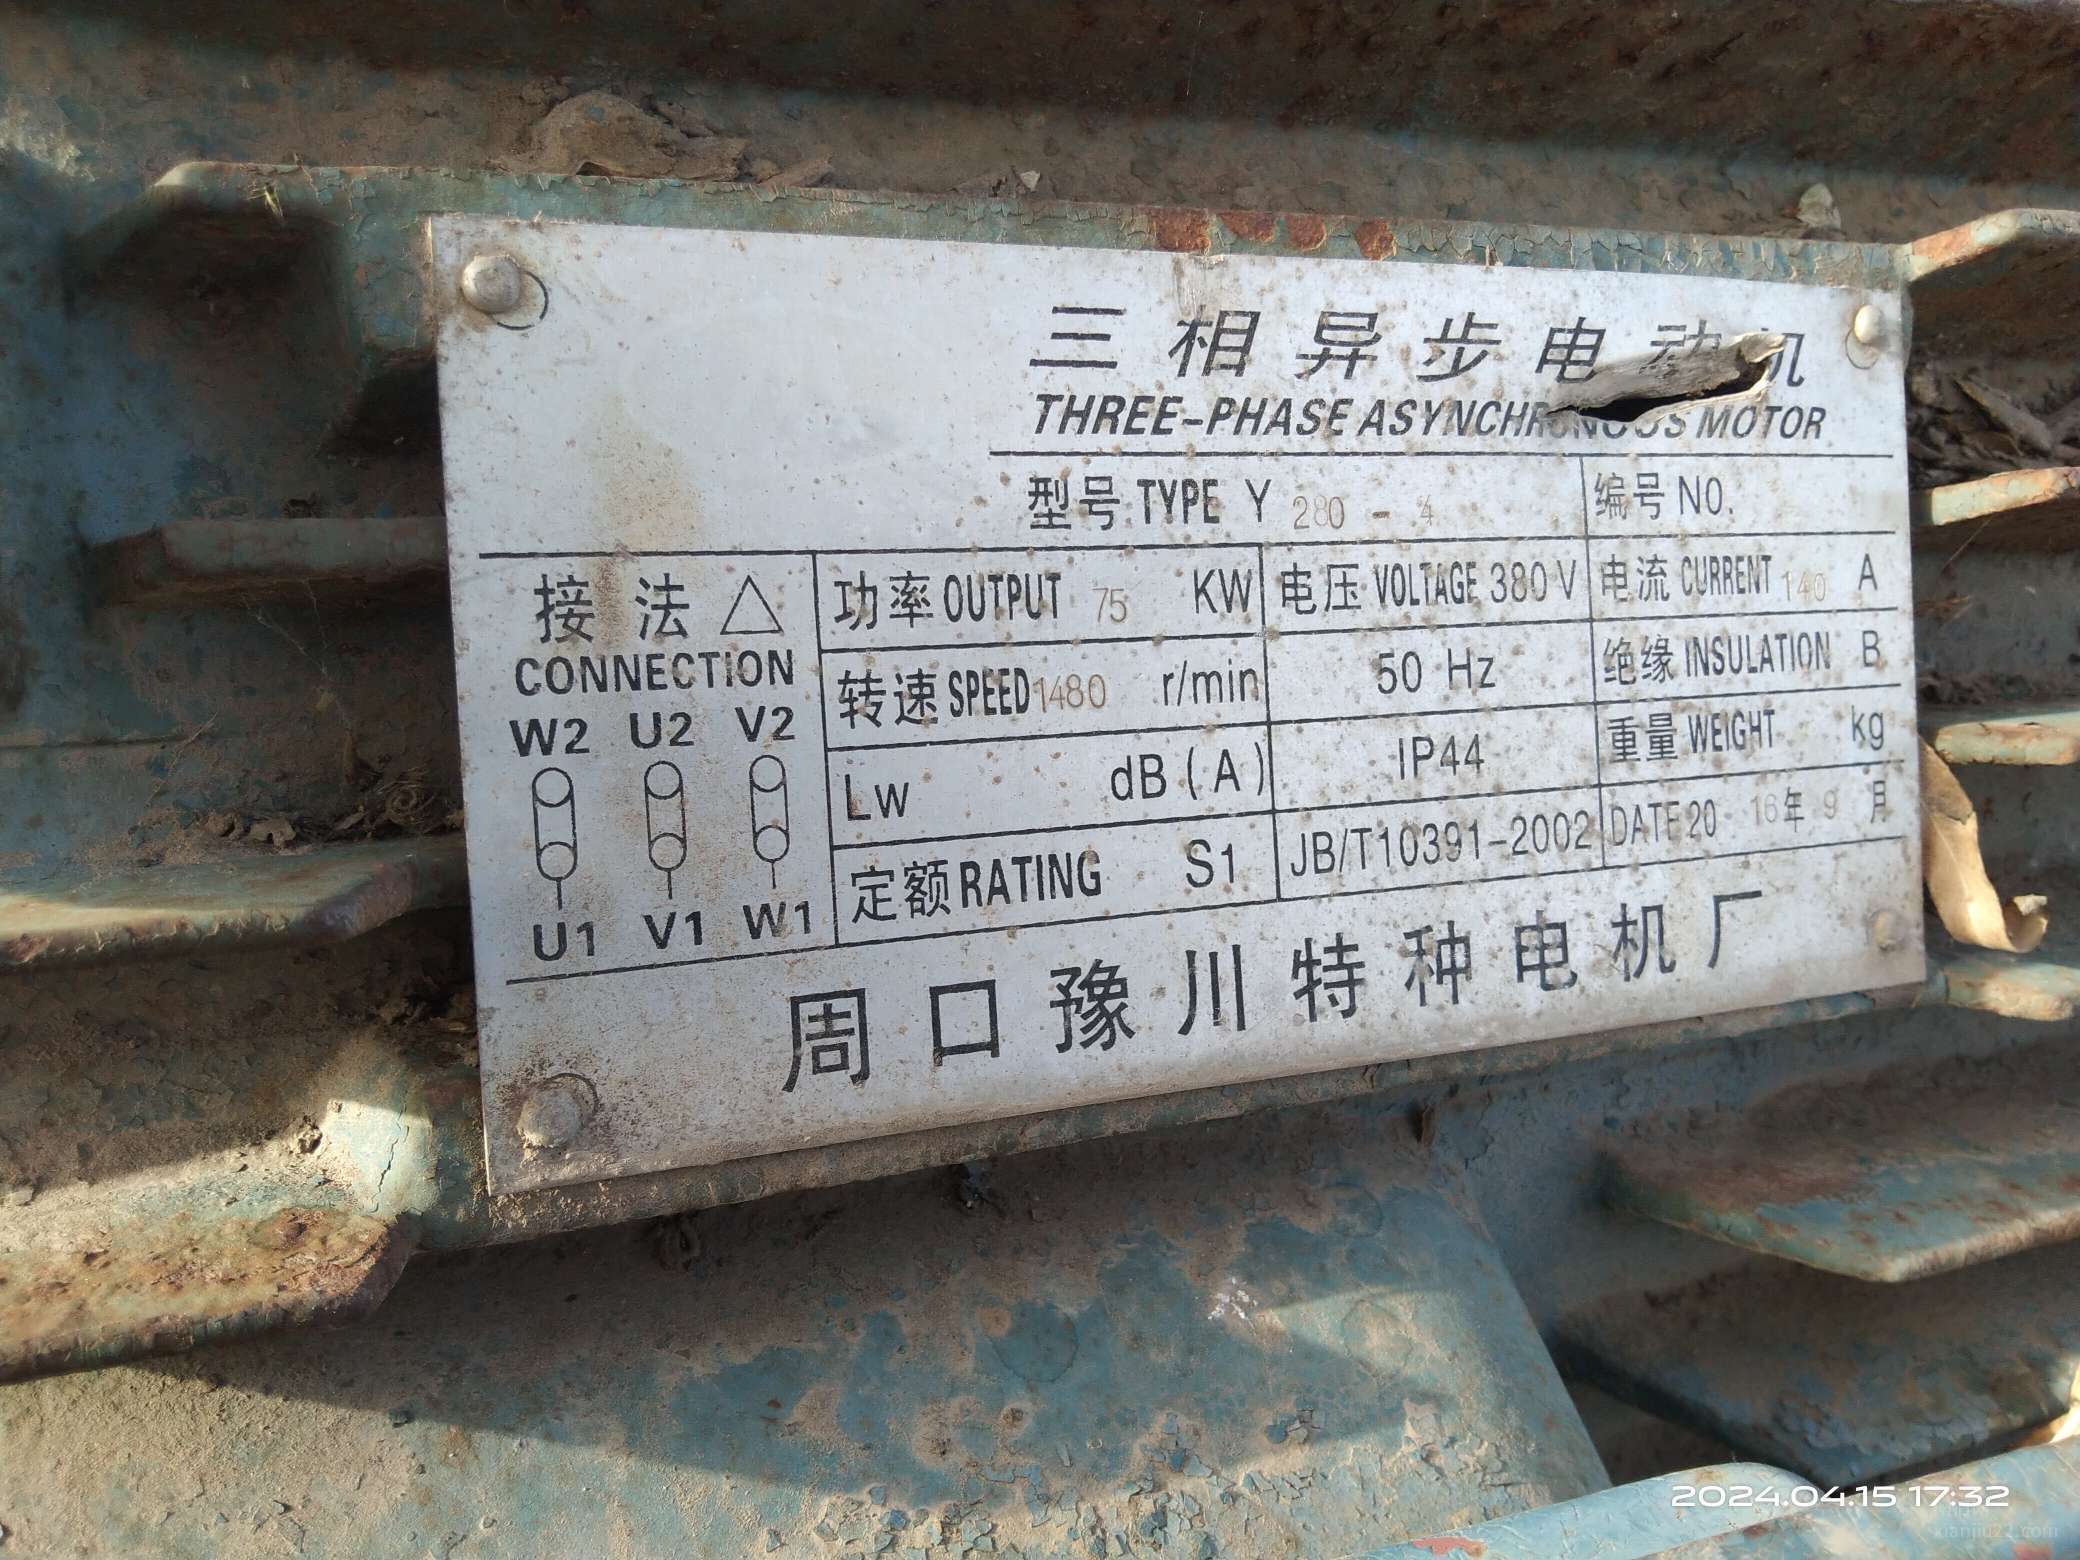 三相异步电动机
THREE-PHASE ASYNCHRONOUS MOTOR
型号 TYPE Y 280 - 4 编号 NO.
接 法 △
CONNECTION
W2 U2 V2
U1 V1 W1
功率 OUTPUT 75 KW 电压 VOLTAGE 380 V 电流 CURRENT 140 A
转速 SPEED 1480 r/min 50 Hz 绝缘 INSULATION B
Lw dB(A) IP44 重量 WEIGHT kg
定额 RATING S1 JB/T10391-2002 DATE 20 16年 9 月
周口豫川特种电机厂
2024.04.15 17:32